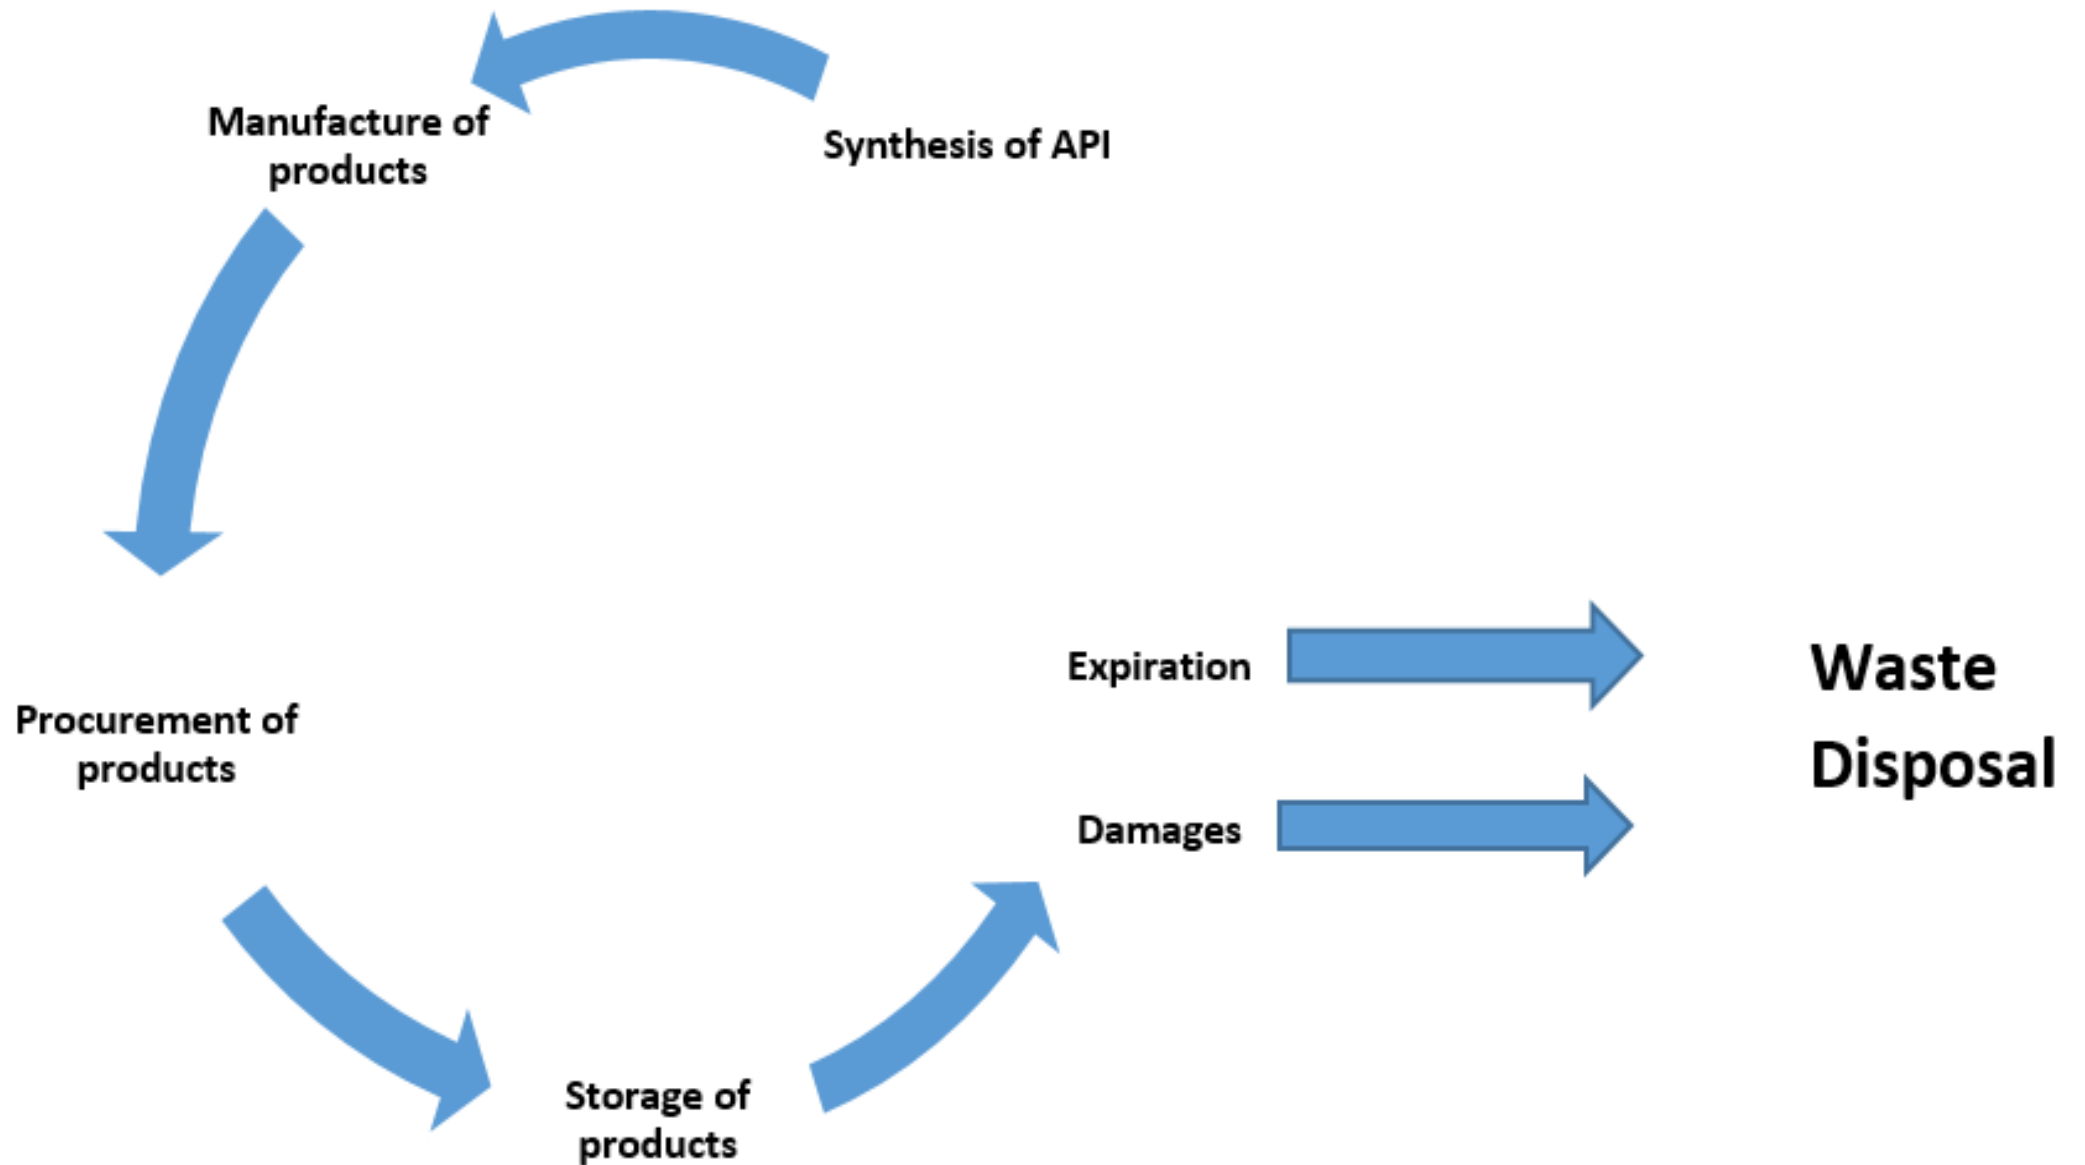 Manufacture of
products
Synthesis of API
Procurement of
products
Storage of
products
Expiration
Damages
Waste
Disposal